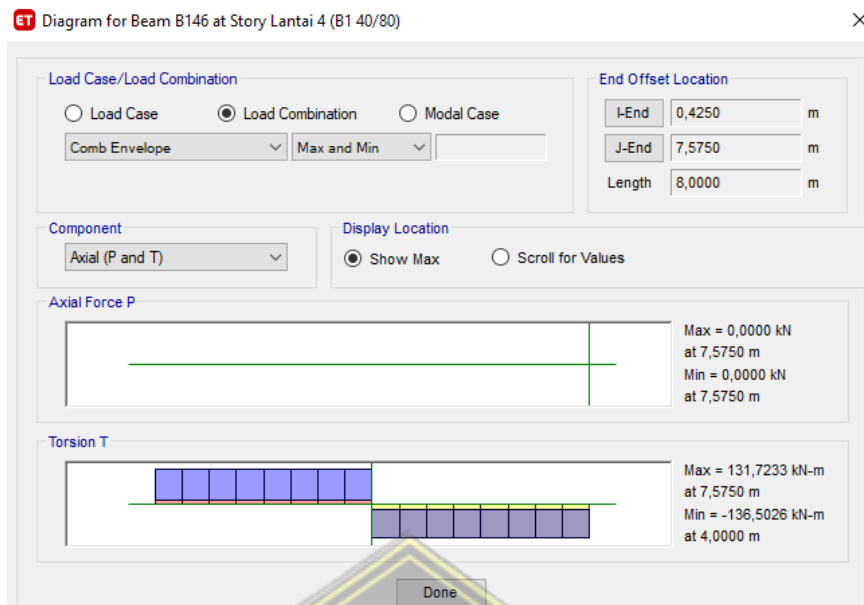 ET Diagram for Beam B146 at Story Lantai 4 (B1 40/80)
Load Case/Load Combination
Load Case Load Combination Modal Case
Comb Envelope Max and Min
End Offset Location
I-End 0,4250 m
J-End 7,5750 m
Length 8,0000 m
Component
Axial (P and T)
Display Location
Show Max Scroll for Values
Axial Force P
Max = 0,0000 kN
at 7,5750 m
Min = 0,0000 kN
at 7,5750 m
Torsion T
Max = 131,7233 kN-m
at 7,5750 m
Min = -136,5026 kN-m
at 4,0000 m
Done